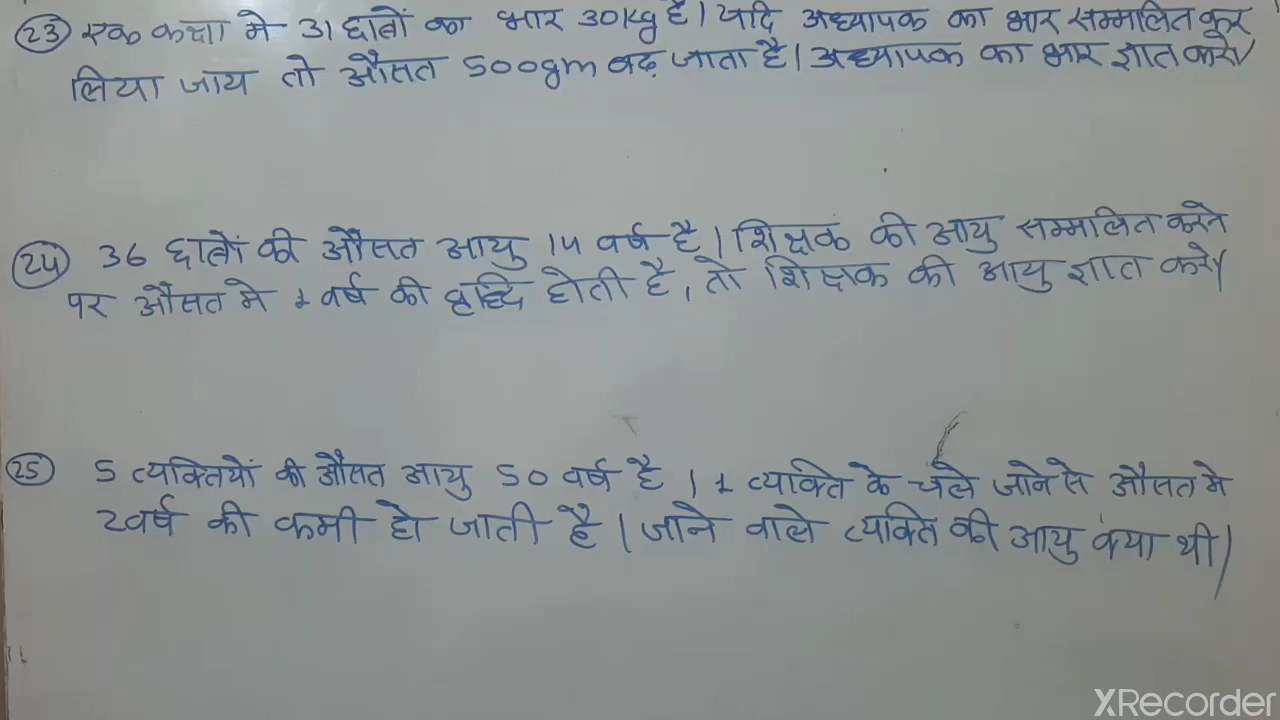 (23) एक कक्षा मे 31 छात्रों का भार 30kg है। यदि अध्यापक का भार सम्मालित कर
लिया जाय तो औसत 500gm बढ़ जाता है। अध्यापक का भार ज्ञात करो।
(24) 36 छात्रों की औसत आयु 14 वर्ष है। शिक्षक की आयु सम्मालित करने
पर औसत मे 1 वर्ष की वृद्धि होती है, तो शिक्षक की आयु ज्ञात करो।
(25) 5 व्यक्तियों की औसत आयु 50 वर्ष है । 1 व्यक्ति के चले जाने से औसत मे
2 वर्ष की कमी हो जाती है। जाने वाले व्यक्ति की आयु क्या थी।
XRecorder